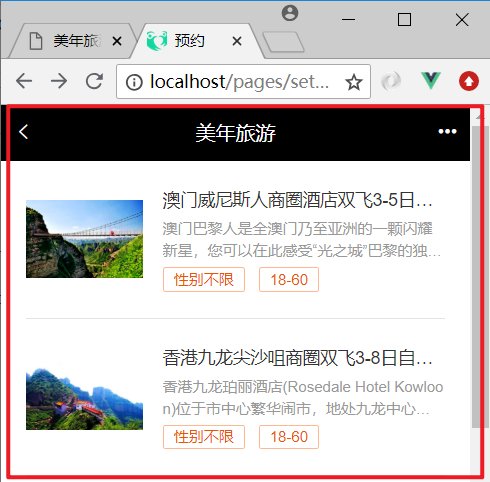 美年旅游
预约
localhost/pages/set...
美年旅游
澳门威尼斯人商圈酒店双飞3-5日...
澳门巴黎人是全澳门乃至亚洲的一颗闪耀
新星，您可以在此感受“光之城”巴黎的独...
性别不限 18-60
香港九龙尖沙咀商圈双飞3-8日自...
香港九龙珀丽酒店(Rosedale Hotel Kowloo
n)位于市中心繁华闹市，地处九龙中心...
性别不限 18-60